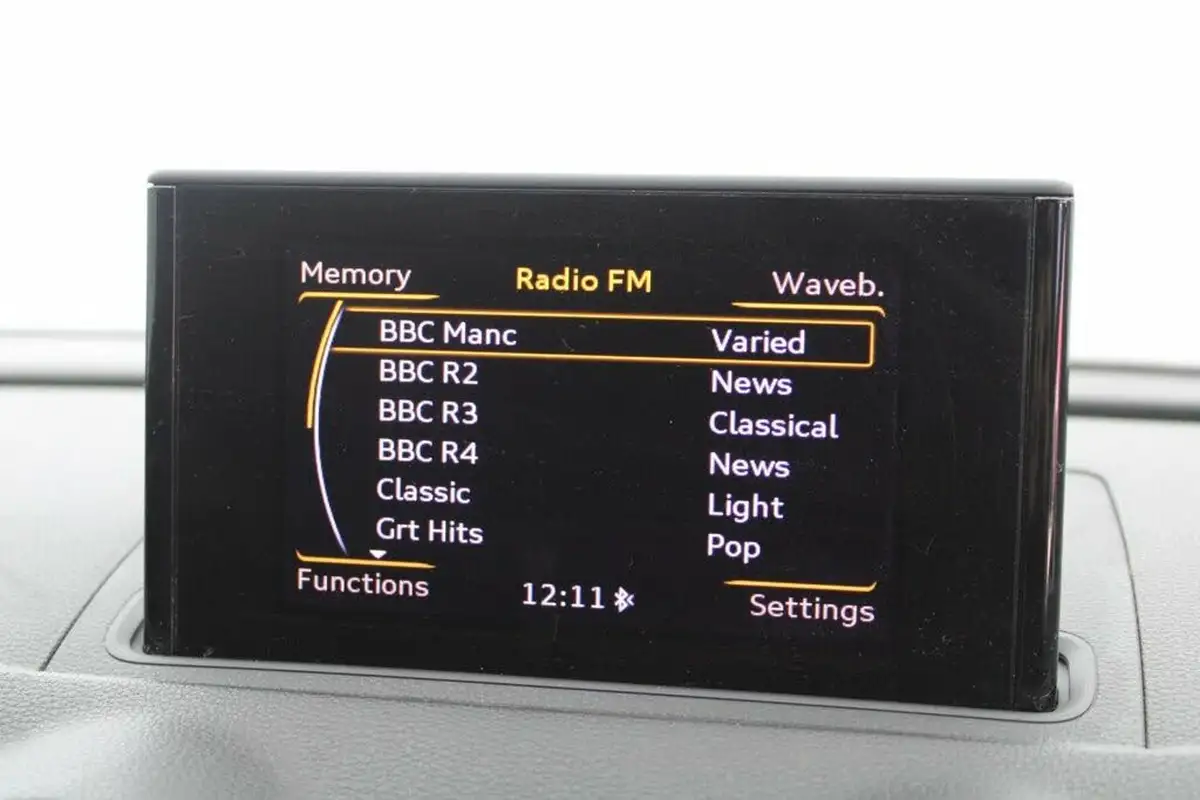 Memory Radio FM Waveb.
BBC Manc Varied
BBC R2 News
BBC R3 Classical
BBC R4 News
Classic Light
Grt Hits Pop
Functions 12:11 Settings